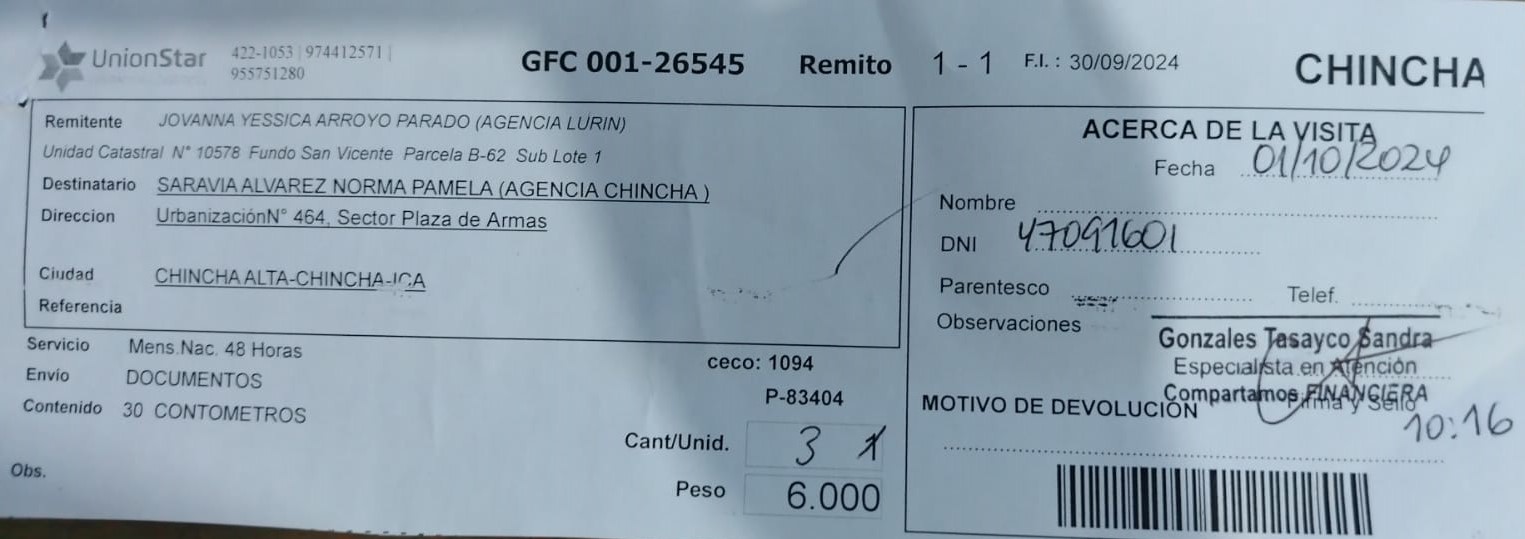 UnionStar 422-1053 | 974412571 |
955751280
GFC 001-26545 Remito 1 - 1 F.I. : 30/09/2024 CHINCHA
Remitente JOVANNA YESSICA ARROYO PARADO (AGENCIA LURIN)
Unidad Catastral N° 10578 Fundo San Vicente Parcela B-62 Sub Lote 1
Destinatario SARAVIA ALVAREZ NORMA PAMELA (AGENCIA CHINCHA )
Direccion UrbanizaciónN° 464, Sector Plaza de Armas
Ciudad CHINCHA ALTA-CHINCHA-ICA
Referencia
Servicio Mens.Nac. 48 Horas
Envío DOCUMENTOS
Contenido 30 CONTOMETROS
Obs.
ceco: 1094
P-83404
Cant/Unid. 3 1
Peso 6.000
ACERCA DE LA VISITA
Fecha 01/10/2024
Nombre
DNI 47091601
Parentesco Telef.
Observaciones
Gonzales Tasayco Sandra
Especialista en Atención
Compartamos FINANCIERA
Firma y Sello
MOTIVO DE DEVOLUCIÓN
10:16